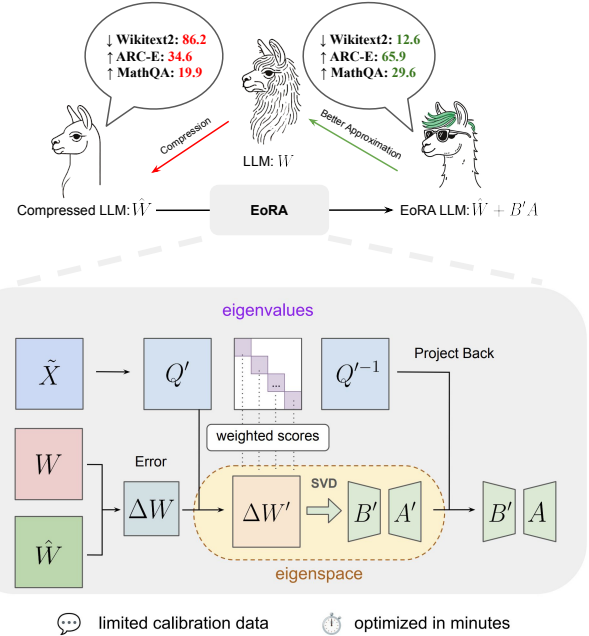 ↓ Wikitext2: 86.2
↑ ARC-E: 34.6
↑ MathQA: 19.9
↓ Wikitext2: 12.6
↑ ARC-E: 65.9
↑ MathQA: 29.6
Compression
Better Approximation
LLM: W
Compressed LLM: Ŵ
EoRA
EoRA LLM: Ŵ + B′A
eigenvalues
X̃
Q′
...
Q′⁻¹
Project Back
weighted scores
W
Error
ΔW
Ŵ
ΔW′
SVD
B′
A′
B′
A
eigenspace
limited calibration data
optimized in minutes